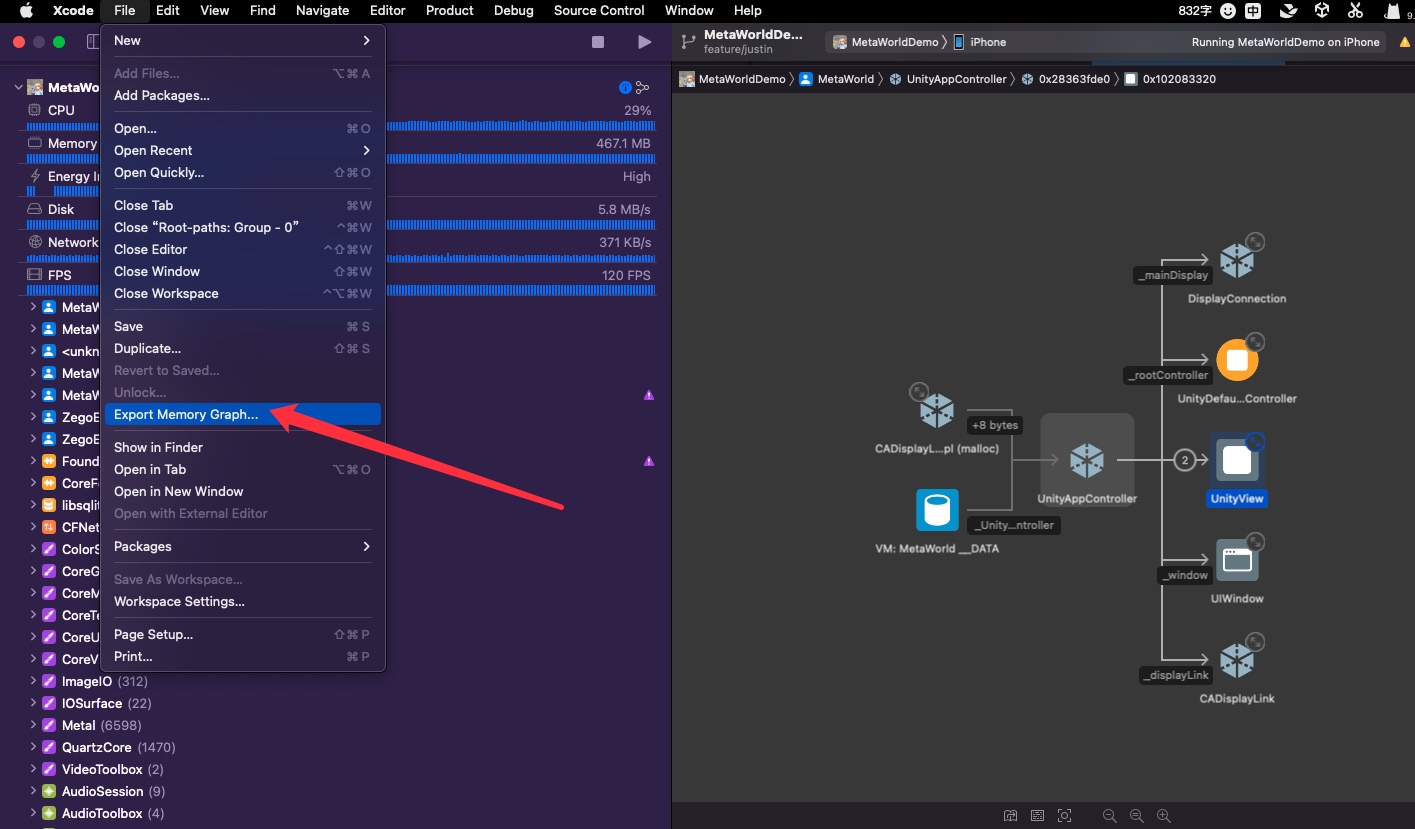 Xcode File Edit View Find Navigate Editor Product Debug Source Control Window Help 832字 中 9.
New
Add Files... ⌥⌘A
Add Packages...
Open... ⌘O
Open Recent
Open Quickly... ⇧⌘O
Close Tab ⌘W
Close “Root-paths: Group - 0” ^⌘W
Close Editor ^⇧⌘W
Close Window ⇧⌘W
Close Workspace ^⌥⌘W
Save ⌘S
Duplicate... ⇧⌘S
Revert to Saved...
Unlock...
Export Memory Graph...
Show in Finder
Open in Tab ⌥⌘O
Open in New Window
Open with External Editor
Packages
Save As Workspace...
Workspace Settings...
Page Setup... ⇧⌘P
Print... ⌘P
MetaWo
CPU 29%
Memory 467.1 MB
Energy I High
Disk 5.8 MB/s
Network 371 KB/s
FPS 120 FPS
MetaW
MetaW
<unkn
MetaW
MetaW
ZegoE
ZegoE
Found
CoreF
libsqlit
CFNet
ColorS
CoreG
CoreM
CoreTe
CoreU
CoreV
ImageIO (312)
IOSurface (22)
Metal (6598)
QuartzCore (1470)
VideoToolbox (2)
AudioSession (9)
AudioToolbox (4)
MetaWorldDe...
feature/justin
MetaWorldDemo 〉 iPhone
Running MetaWorldDemo on iPhone
MetaWorldDemo 〉 MetaWorld 〉 UnityAppController 〉 0x28363fde0 〉 0x102083320
_mainDisplay
DisplayConnection
_rootController
UnityDefau...Controller
+8 bytes
CADisplayL...pl (malloc)
2
UnityAppController
UnityView
_Unity...ntroller
VM: MetaWorld __DATA
_window
UIWindow
_displayLink
CADisplayLink